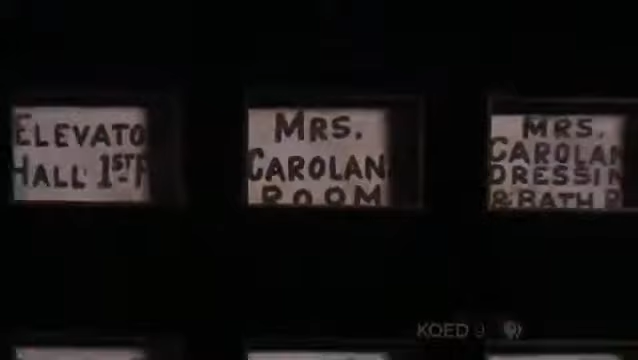 ELEVATO
HALL 1ST F
MRS.
CAROLAN
ROOM
MRS.
CAROLAN
DRESSIN
& BATH R
KQED 9